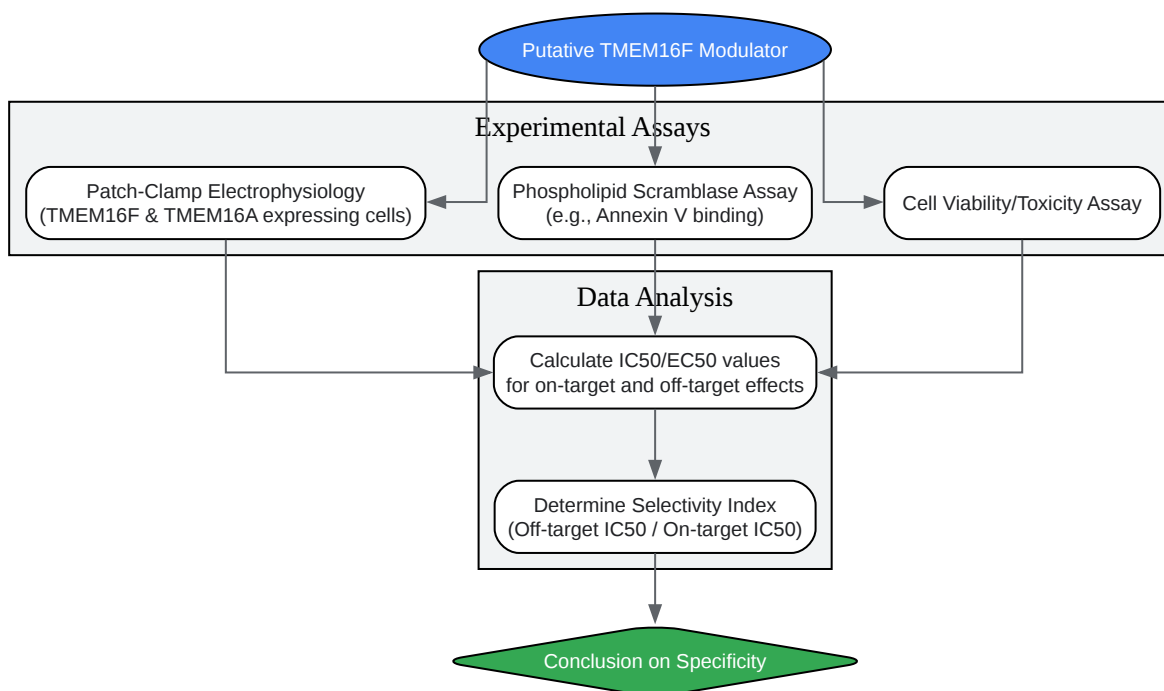 Putative TMEM16F Modulator
Experimental Assays
Patch-Clamp Electrophysiology
(TMEM16F & TMEM16A expressing cells)
Phospholipid Scramblase Assay
(e.g., Annexin V binding)
Cell Viability/Toxicity Assay
Data Analysis
Calculate IC50/EC50 values
for on-target and off-target effects
Determine Selectivity Index
(Off-target IC50 / On-target IC50)
Conclusion on Specificity